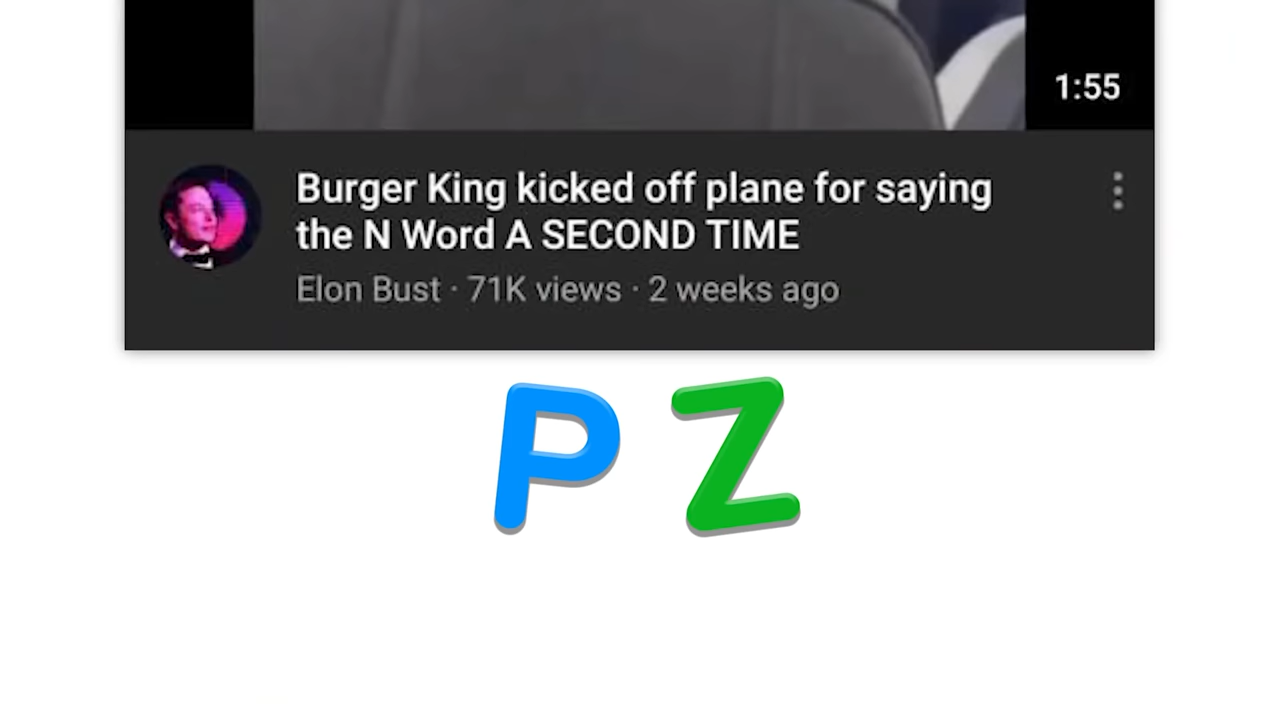 1:55
Burger King kicked off plane for saying
the N Word A SECOND TIME
Elon Bust · 71K views · 2 weeks ago
P Z